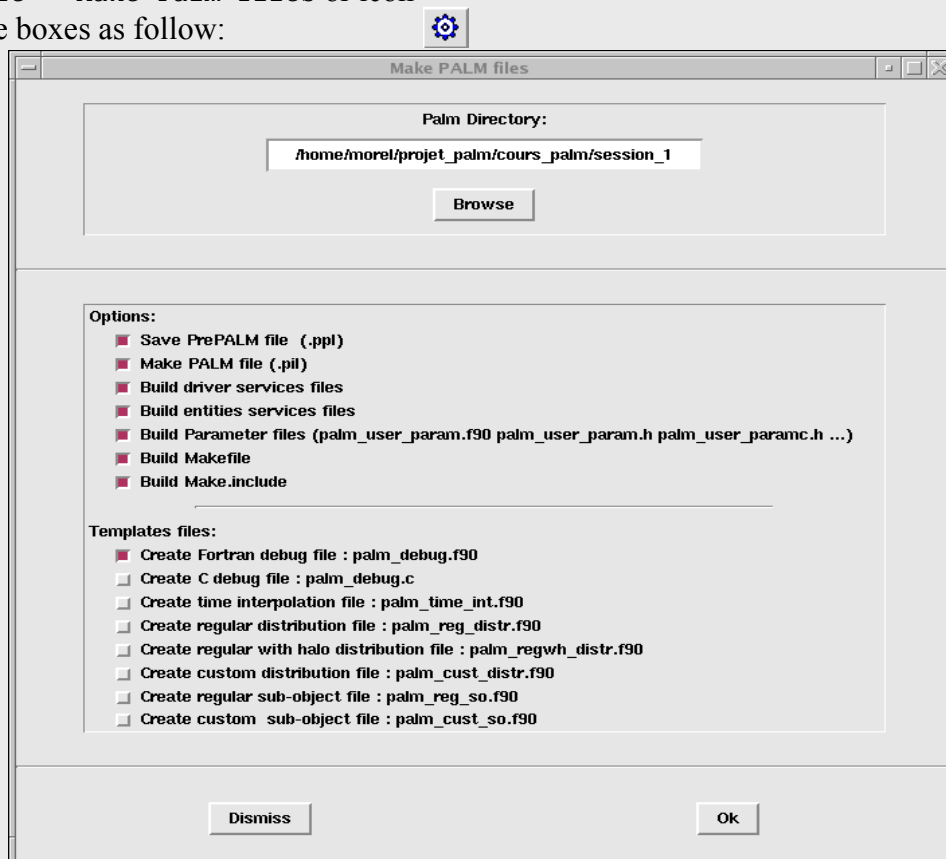 boxes as follow:
Make PALM files
Palm Directory:
/home/morel/projet_palm/cours_palm/session_1
Browse
Options:
Save PrePALM file (.ppl)
Make PALM file (.pil)
Build driver services files
Build entities services files
Build Parameter files (palm_user_param.f90 palm_user_param.h palm_user_paramc.h ...)
Build Makefile
Build Make.include
Templates files:
Create Fortran debug file : palm_debug.f90
Create C debug file : palm_debug.c
Create time interpolation file : palm_time_int.f90
Create regular distribution file : palm_reg_distr.f90
Create regular with halo distribution file : palm_regwh_distr.f90
Create custom distribution file : palm_cust_distr.f90
Create regular sub-object file : palm_reg_so.f90
Create custom sub-object file : palm_cust_so.f90
Dismiss Ok